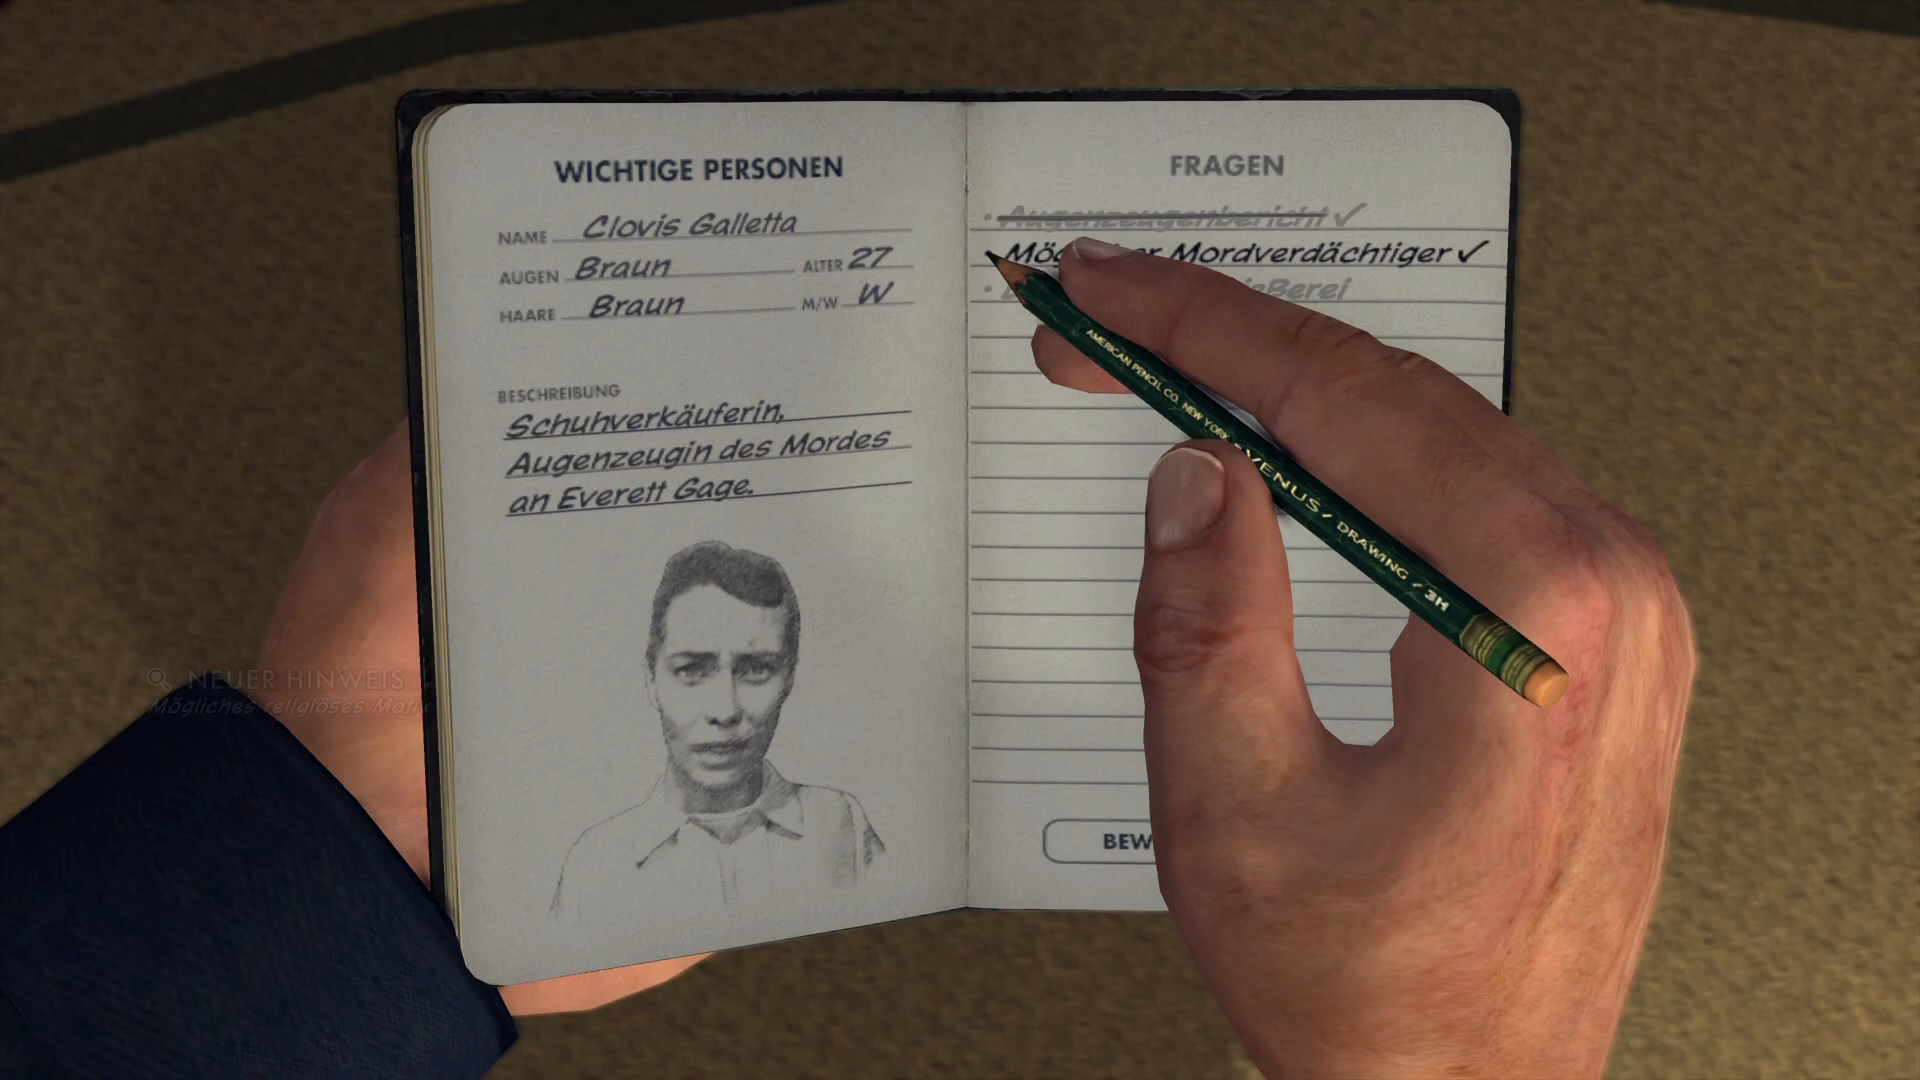 WICHTIGE PERSONEN
NAME Clovis Galletta
AUGEN Braun ALTER 27
HAARE Braun M/W W
BESCHREIBUNG
Schuhverkäuferin,
Augenzeugin des Mordes
an Everett Gage.
FRAGEN
Augenzeugenbericht ✓
Mordverdächtiger ✓
AMERICAN PENCIL CO. NEW YORK VENUS / DRAWING / 3H
NEUER HINWEIS
Mögliches religiöses Motiv